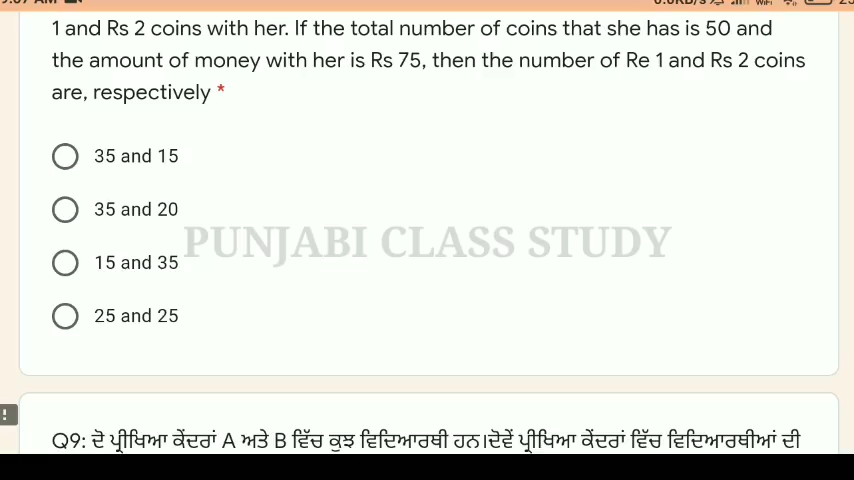 1 and Rs 2 coins with her. If the total number of coins that she has is 50 and
the amount of money with her is Rs 75, then the number of Re 1 and Rs 2 coins
are, respectively *
35 and 15
35 and 20
PUNJABI CLASS STUDY
15 and 35
25 and 25
!
Q9: ਦੋ ਪ੍ਰੀਖਿਆ ਕੇਂਦਰਾਂ A ਅਤੇ B ਵਿੱਚ ਕੁਝ ਵਿਦਿਆਰਥੀ ਹਨ।ਦੋਵੇਂ ਪ੍ਰੀਖਿਆ ਕੇਂਦਰਾਂ ਵਿੱਚ ਵਿਦਿਆਰਥੀਆਂ ਦੀ